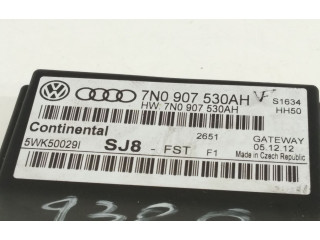 7N0 907 530AH VF S1634
HW: 7N0 907 530AH HH50
Continental 2651 GATEWAY
5WK50029I SJ8 - FST F1 05.12.12
Made in Czech Republic